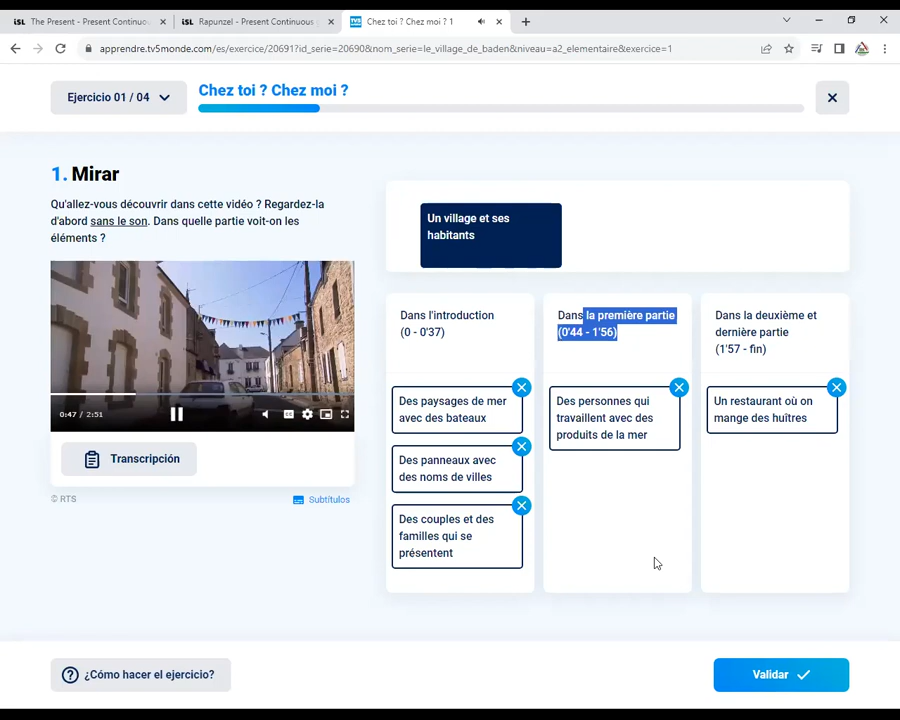 The Present - Present Continuou
Rapunzel - Present Continuous
Chez toi ? Chez moi ? 1
apprendre.tv5monde.com/es/exercice/20691?id_serie=20690&nom_serie=le_village_de_baden&niveau=a2_elementaire&exercice=1
Ejercicio 01 / 04
Chez toi ? Chez moi ?
1. Mirar
Qu'allez-vous découvrir dans cette vidéo ? Regardez-la
d'abord sans le son. Dans quelle partie voit-on les
éléments ?
0:47 / 2:51
Transcripción
© RTS
Subtítulos
Un village et ses
habitants
Dans l'introduction
(0 - 0'37)
Des paysages de mer
avec des bateaux
Des panneaux avec
des noms de villes
Des couples et des
familles qui se
présentent
Dans la première partie
(0'44 - 1'56)
Des personnes qui
travaillent avec des
produits de la mer
Dans la deuxième et
dernière partie
(1'57 - fin)
Un restaurant où on
mange des huîtres
¿Cómo hacer el ejercicio?
Validar